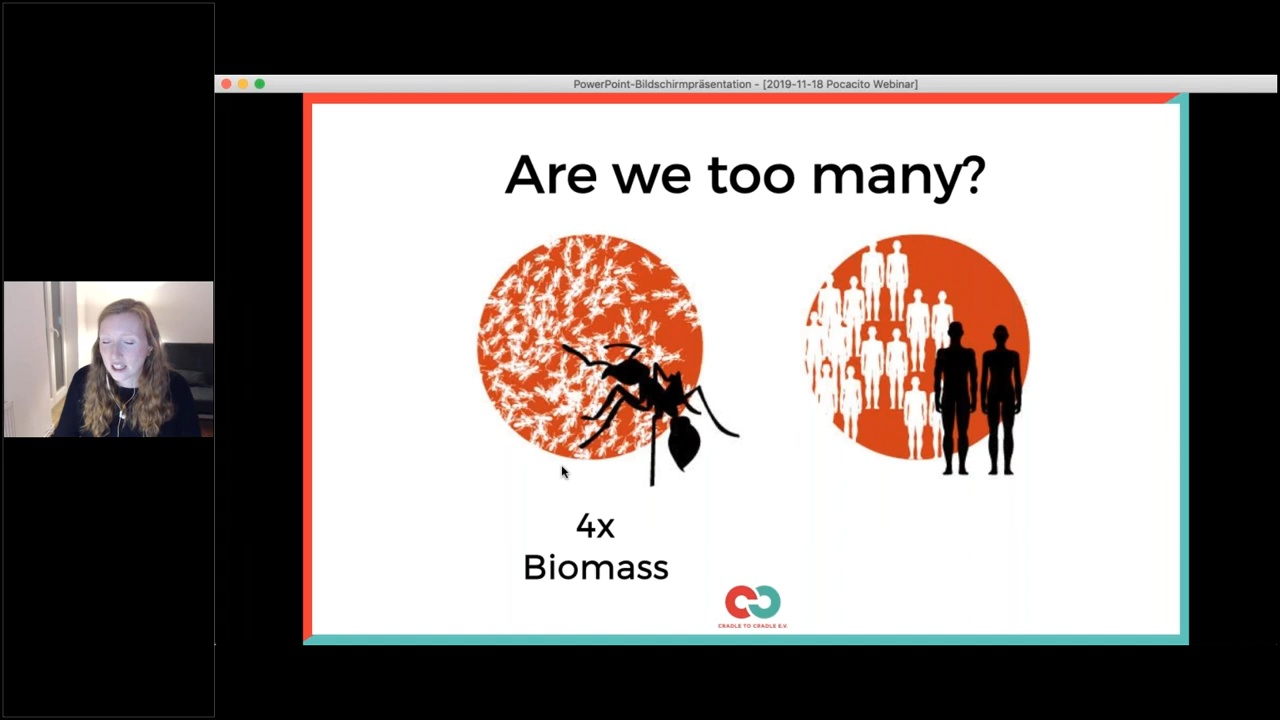 PowerPoint-Bildschirmpräsentation - [2019-11-18 Pocacito Webinar]
Are we too many?
4x
Biomass
CRADLE TO CRADLE E.V.